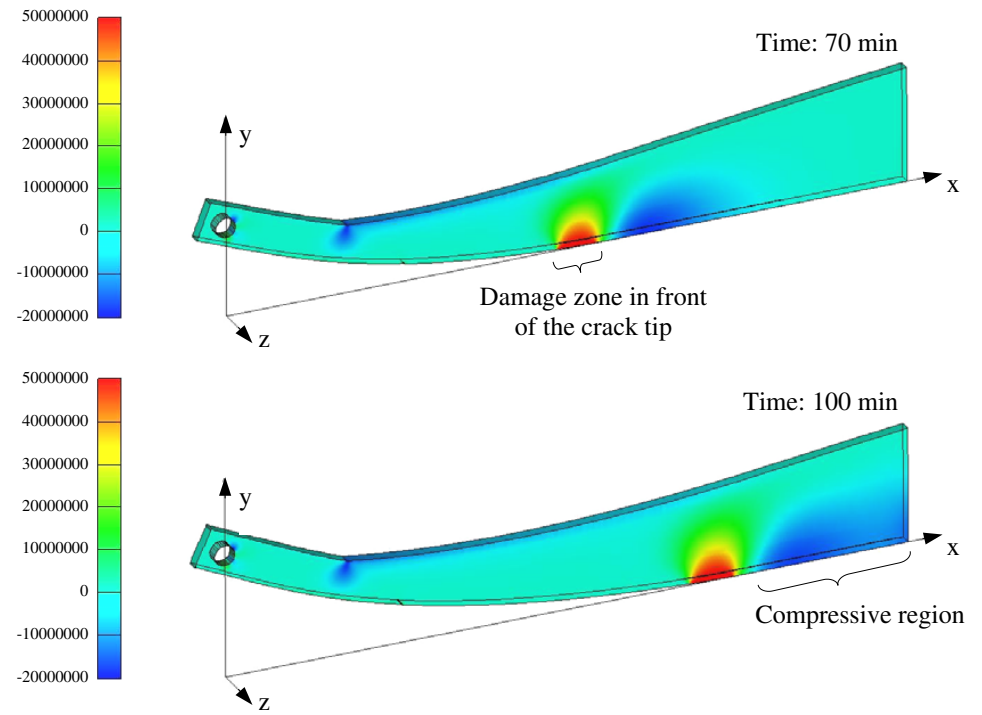 50000000
40000000
30000000
20000000
10000000
0
-10000000
-20000000
Time: 70 min
y
x
z
Damage zone in front
of the crack tip
50000000
40000000
30000000
20000000
10000000
0
-10000000
-20000000
Time: 100 min
y
x
z
Compressive region